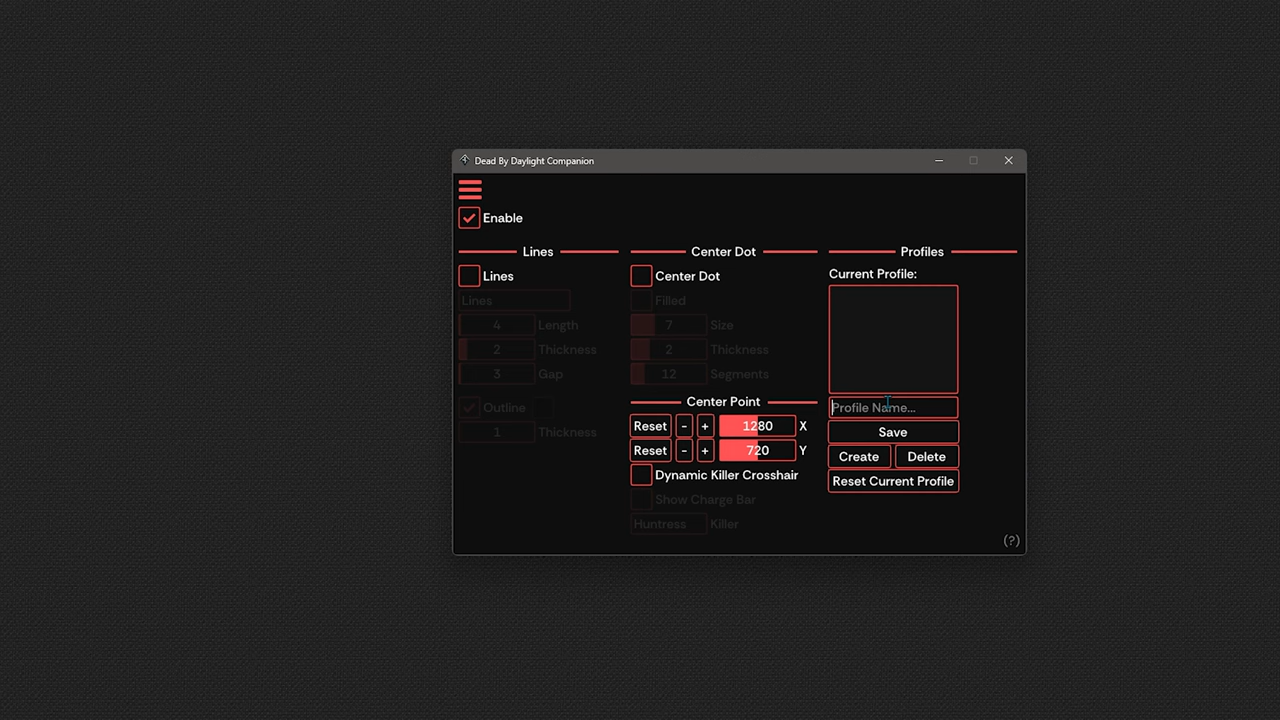 Dead By Daylight Companion
Enable
Lines
Lines
Lines
4 Length
2 Thickness
3 Gap
Outline
1 Thickness
Center Dot
Center Dot
Filled
7 Size
2 Thickness
12 Segments
Center Point
Reset - + 1280 X
Reset - + 720 Y
Dynamic Killer Crosshair
Show Charge Bar
Huntress Killer
Profiles
Current Profile:
Profile Name...
Save
Create Delete
Reset Current Profile
(?)